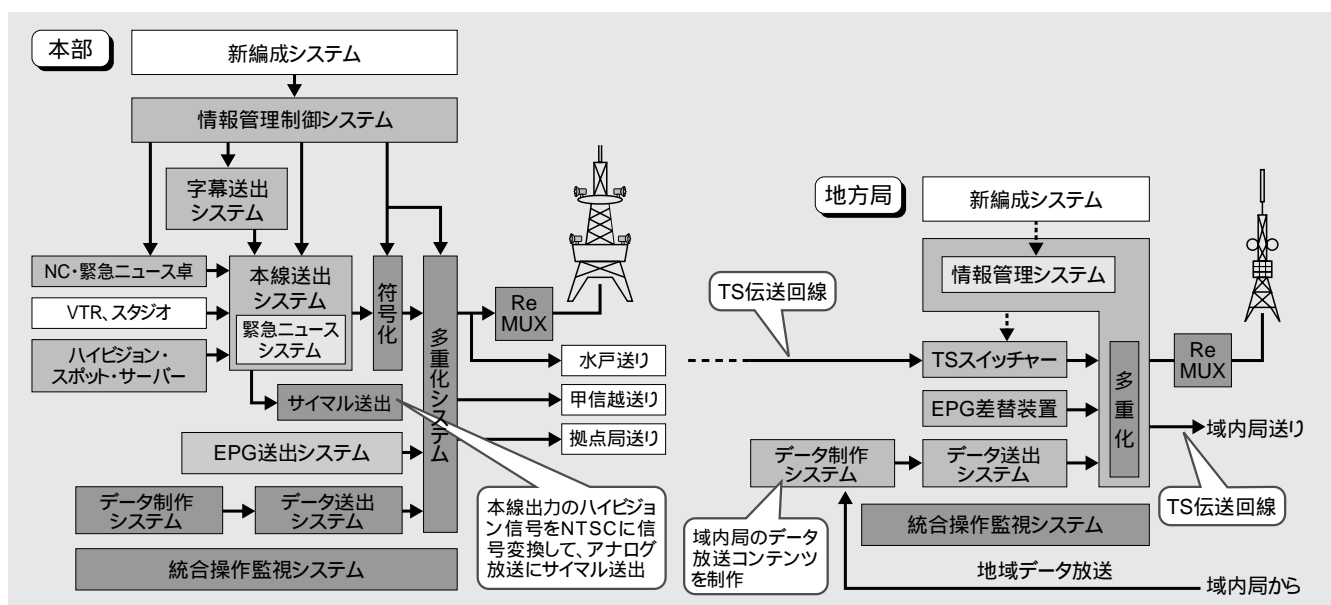 本部
新編成システム
情報管理制御システム
字幕送出
システム
NC・緊急ニュース卓
VTR、スタジオ
ハイビジョン・
スポット・サーバー
本線送出
システム
緊急ニュース
システム
符号化
多重化システム
Re
MUX
水戸送り
甲信越送り
拠点局送り
サイマル送出
EPG送出システム
データ制作
システム
データ送出
システム
統合操作監視システム
本線出力のハイビジョ
ン信号をNTSCに信
号変換して、アナログ
放送にサイマル送出
地方局
新編成システム
情報管理システム
TS伝送回線
TSスイッチャー
EPG差替装置
データ制作
システム
データ送出
システム
多重化
Re
MUX
域内局送り
TS伝送回線
域内局のデータ
放送コンテンツ
を制作
統合操作監視システム
地域データ放送
域内局から